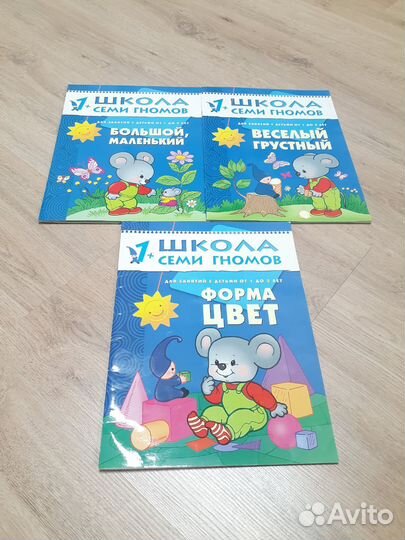 1+ ШКОЛА
СЕМИ ГНОМОВ
ДЛЯ ЗАНЯТИЙ С ДЕТЬМИ ОТ 1 ДО 2 ЛЕТ
БОЛЬШОЙ,
МАЛЕНЬКИЙ
1+ ШКОЛА
СЕМИ ГНОМОВ
ДЛЯ ЗАНЯТИЙ С ДЕТЬМИ ОТ 1 ДО 2 ЛЕТ
ВЕСЕЛЫЙ
ГРУСТНЫЙ
1+ ШКОЛА
СЕМИ ГНОМОВ
ДЛЯ ЗАНЯТИЙ С ДЕТЬМИ ОТ 1 ДО 2 ЛЕТ
ФОРМА
ЦВЕТ
Avito